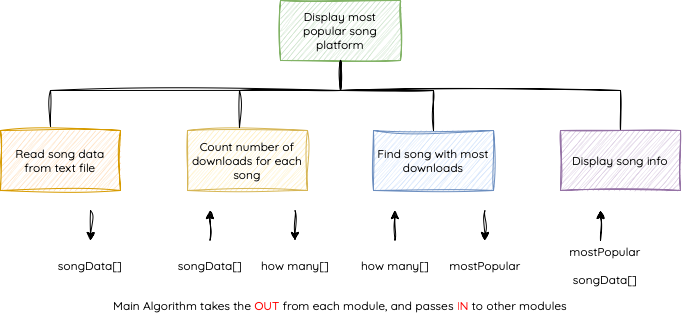 Display most
popular song
platform
Read song data
from text file
Count number of
downloads for each
song
Find song with most
downloads
Display song info
songData[]
songData[]
how many[]
how many[]
mostPopular
mostPopular
songData[]
Main Algorithm takes the OUT from each module, and passes IN to other modules